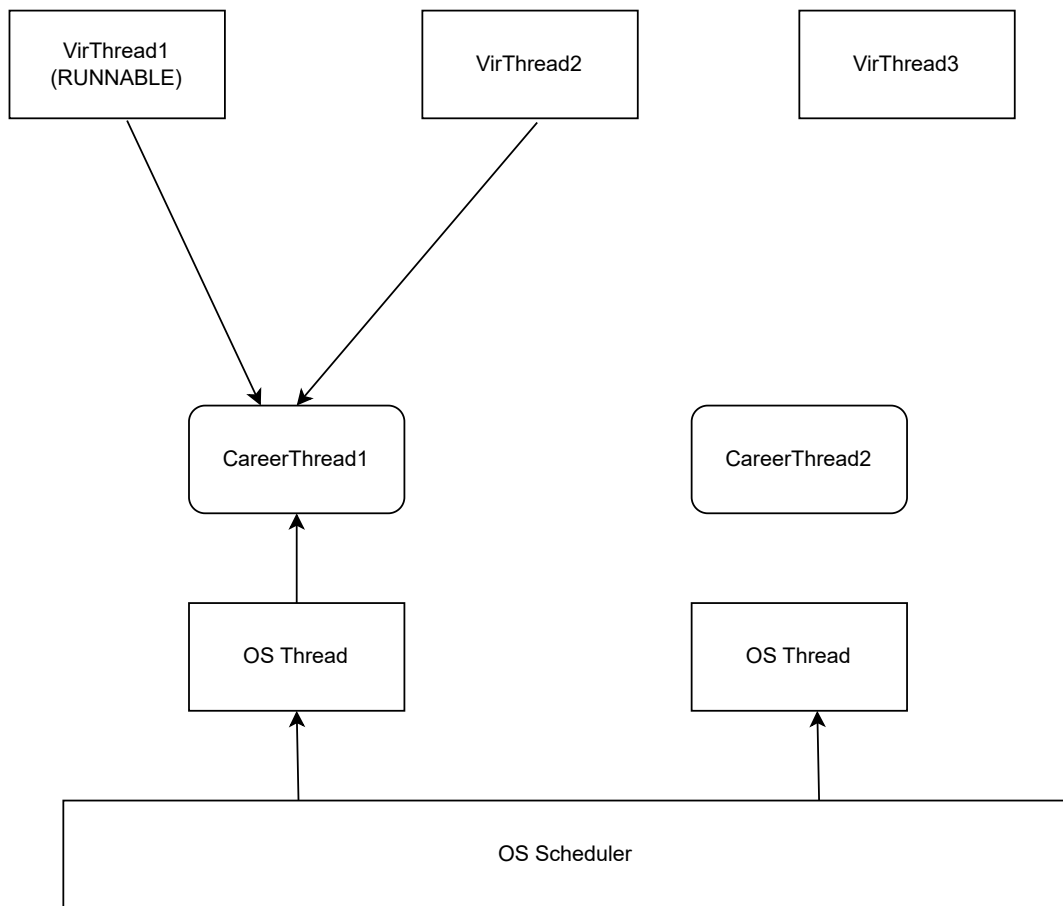 VirThread1
(RUNNABLE)
VirThread2
VirThread3
CareerThread1
CareerThread2
OS Thread
OS Thread
OS Scheduler